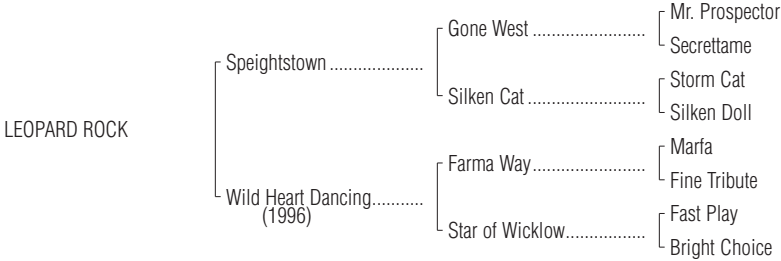 Mr. Prospector
Gone West ........................
Secrettame
Speightstown ....................
Storm Cat
Silken Cat .........................
Silken Doll
LEOPARD ROCK
Marfa
Farma Way........................
Fine Tribute
Wild Heart Dancing...........
(1996)
Fast Play
Star of Wicklow.................
Bright Choice